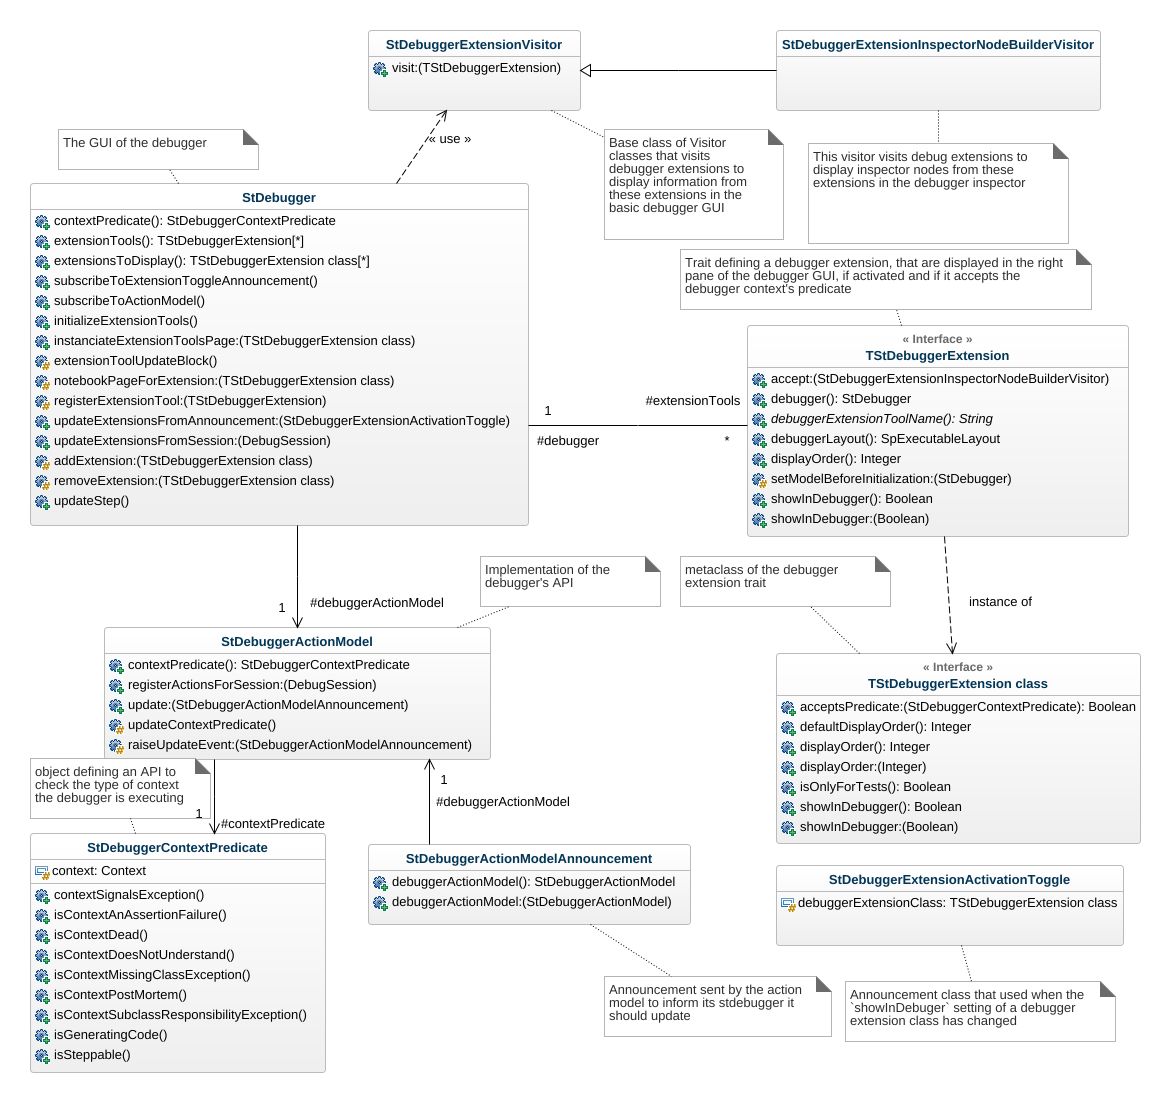 StDebuggerExtensionVisitor
visit:(TStDebuggerExtension)
StDebuggerExtensionInspectorNodeBuilderVisitor
« use »
The GUI of the debugger
Base class of Visitor
classes that visits
debugger extensions to
display information from
these extensions in the
basic debugger GUI
This visitor visits debug extensions to
display inspector nodes from these
extensions in the debugger inspector
StDebugger
contextPredicate(): StDebuggerContextPredicate
extensionTools(): TStDebuggerExtension[*]
extensionsToDisplay(): TStDebuggerExtension class[*]
subscribeToExtensionToggleAnnouncement()
subscribeToActionModel()
initializeExtensionTools()
instanciateExtensionToolsPage:(TStDebuggerExtension class)
extensionToolUpdateBlock()
notebookPageForExtension:(TStDebuggerExtension class)
registerExtensionTool:(TStDebuggerExtension)
updateExtensionsFromAnnouncement:(StDebuggerExtensionActivationToggle)
updateExtensionsFromSession:(DebugSession)
addExtension:(TStDebuggerExtension class)
removeExtension:(TStDebuggerExtension class)
updateStep()
Trait defining a debugger extension, that are displayed in the right
pane of the debugger GUI, if activated and if it accepts the
debugger context's predicate
#extensionTools
1
#debugger
*
« Interface »
TStDebuggerExtension
accept:(StDebuggerExtensionInspectorNodeBuilderVisitor)
debugger(): StDebugger
debuggerExtensionToolName(): String
debuggerLayout(): SpExecutableLayout
displayOrder(): Integer
setModelBeforeInitialization:(StDebugger)
showInDebugger(): Boolean
showInDebugger:(Boolean)
1
#debuggerActionModel
Implementation of the
debugger's API
metaclass of the debugger
extension trait
instance of
StDebuggerActionModel
contextPredicate(): StDebuggerContextPredicate
registerActionsForSession:(DebugSession)
update:(StDebuggerActionModelAnnouncement)
updateContextPredicate()
raiseUpdateEvent:(StDebuggerActionModelAnnouncement)
« Interface »
TStDebuggerExtension class
acceptsPredicate:(StDebuggerContextPredicate): Boolean
defaultDisplayOrder(): Integer
displayOrder(): Integer
displayOrder:(Integer)
isOnlyForTests(): Boolean
showInDebugger(): Boolean
showInDebugger:(Boolean)
object defining an API to
check the type of context
the debugger is executing
1
#contextPredicate
1
#debuggerActionModel
StDebuggerContextPredicate
context: Context
contextSignalsException()
isContextAnAssertionFailure()
isContextDead()
isContextDoesNotUnderstand()
isContextMissingClassException()
isContextPostMortem()
isContextSubclassResponsibilityException()
isGeneratingCode()
isSteppable()
StDebuggerActionModelAnnouncement
debuggerActionModel(): StDebuggerActionModel
debuggerActionModel:(StDebuggerActionModel)
StDebuggerExtensionActivationToggle
debuggerExtensionClass: TStDebuggerExtension class
Announcement sent by the action
model to inform its stdebugger it
should update
Announcement class that used when the
`showInDebuger` setting of a debugger
extension class has changed